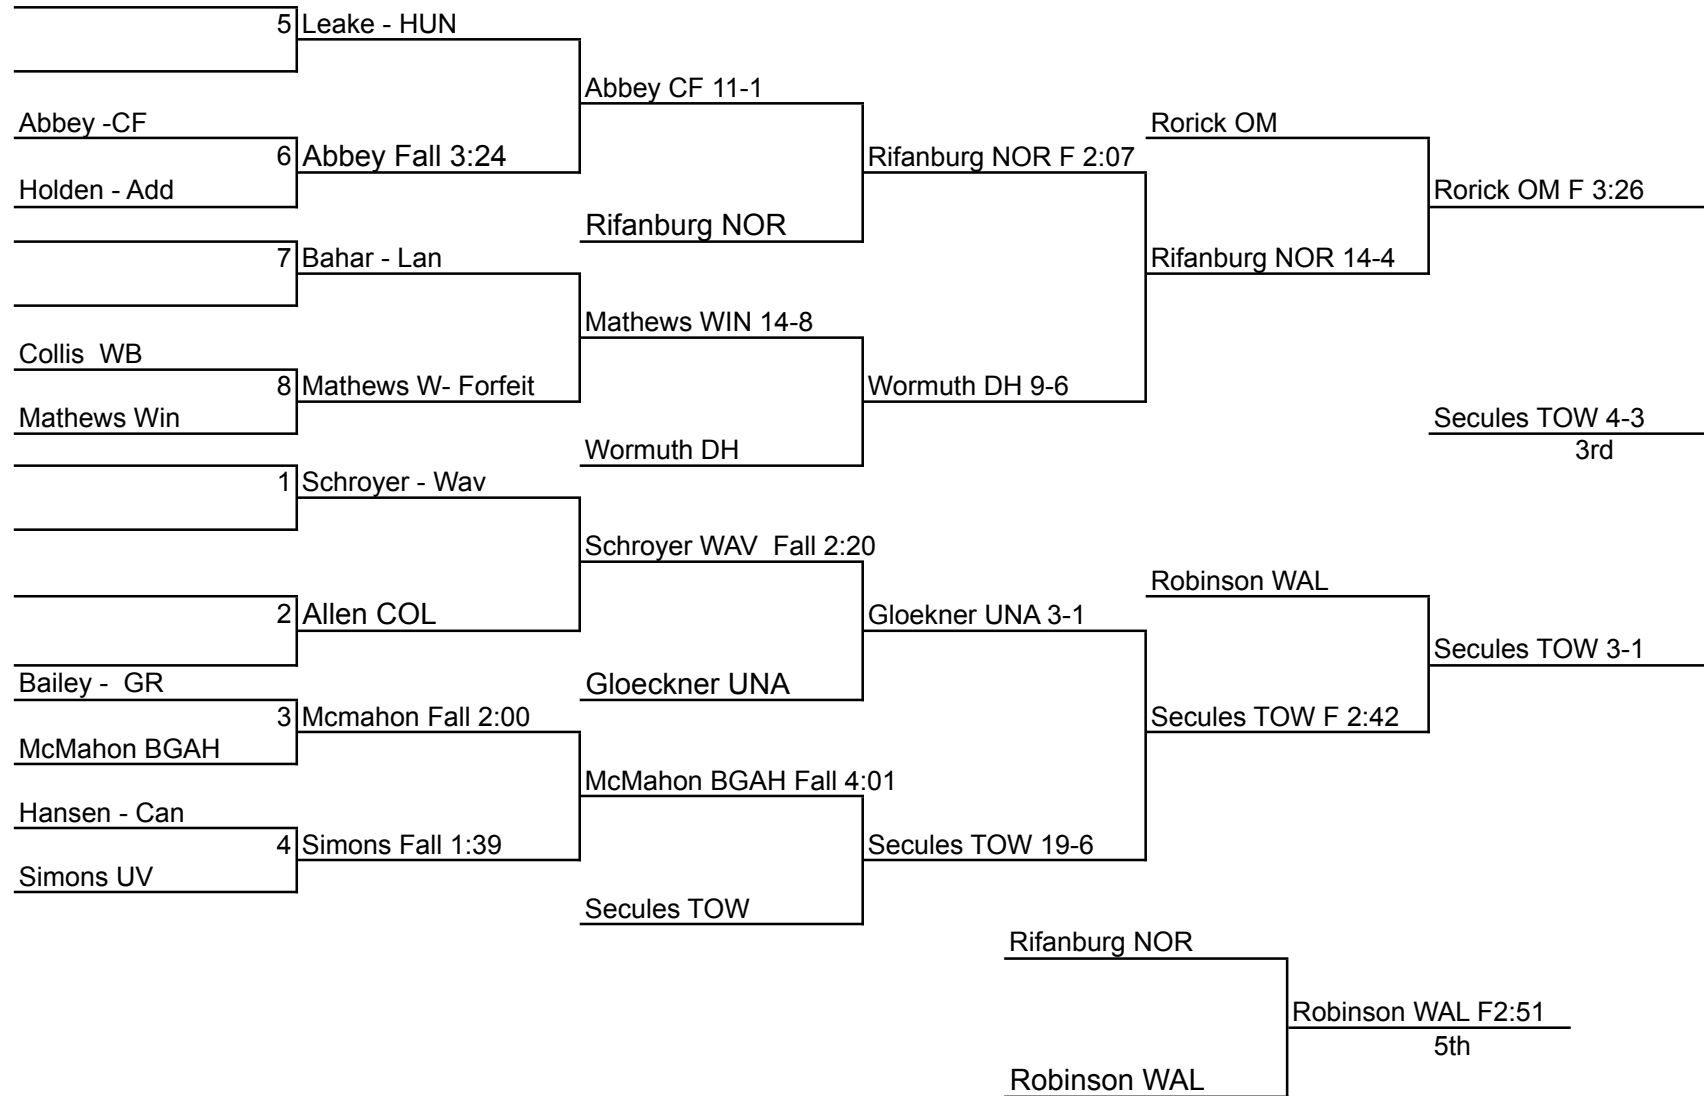 5 Leake - HUN
Abbey CF 11-1
Abbey -CF
Rorick OM
6 Abbey Fall 3:24
Rifanburg NOR F 2:07
Holden - Add
Rorick OM F 3:26
Rifanburg NOR
7 Bahar - Lan
Rifanburg NOR 14-4
Mathews WIN 14-8
Collis WB
8 Mathews W- Forfeit
Wormuth DH 9-6
Mathews Win
Secules TOW 4-3
Wormuth DH
3rd
1 Schroyer - Wav
Schroyer WAV Fall 2:20
Robinson WAL
2 Allen COL
Gloekner UNA 3-1
Secules TOW 3-1
Bailey - GR
Gloeckner UNA
3 Mcmahon Fall 2:00
Secules TOW F 2:42
McMahon BGAH
McMahon BGAH Fall 4:01
Hansen - Can
4 Simons Fall 1:39
Secules TOW 19-6
Simons UV
Secules TOW
Rifanburg NOR
Robinson WAL F2:51
5th
Robinson WAL